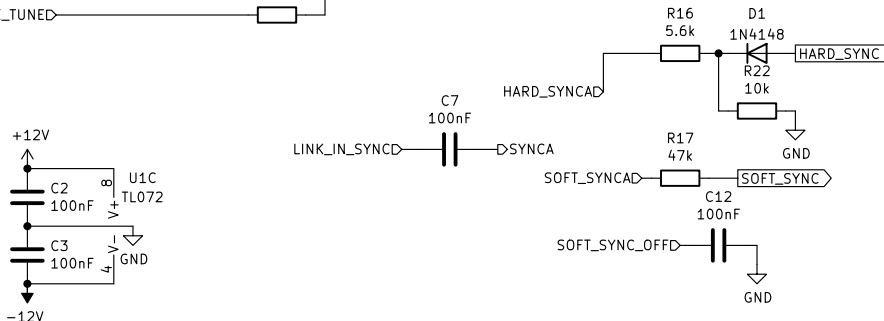 _TUNED
R16
5.6k
D1
1N4148
HARD_SYNC
HARD_SYNCA
R22
10k
GND
C7
100nF
LINK_IN_SYNC
SYNCA
R17
47k
SOFT_SYNCA
SOFT_SYNC
C12
100nF
SOFT_SYNC_OFF
GND
+12V
C2
100nF
8
V+
U1C
TL072
C3
100nF
4
V-
GND
-12V